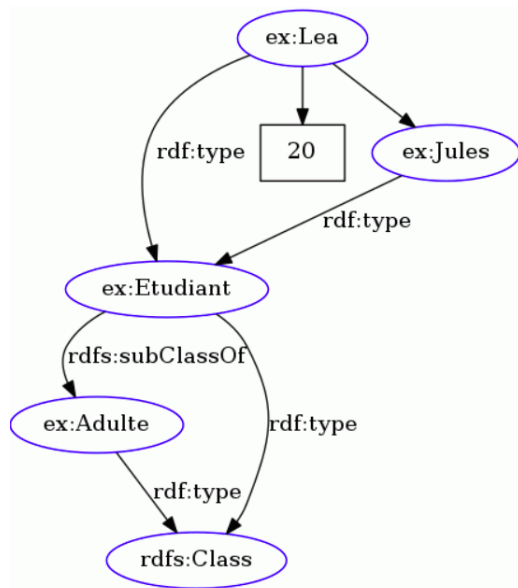 ex:Lea
rdf:type
20
ex:Jules
rdf:type
ex:Etudiant
rdfs:subClassOf
ex:Adulte
rdf:type
rdf:type
rdfs:Class